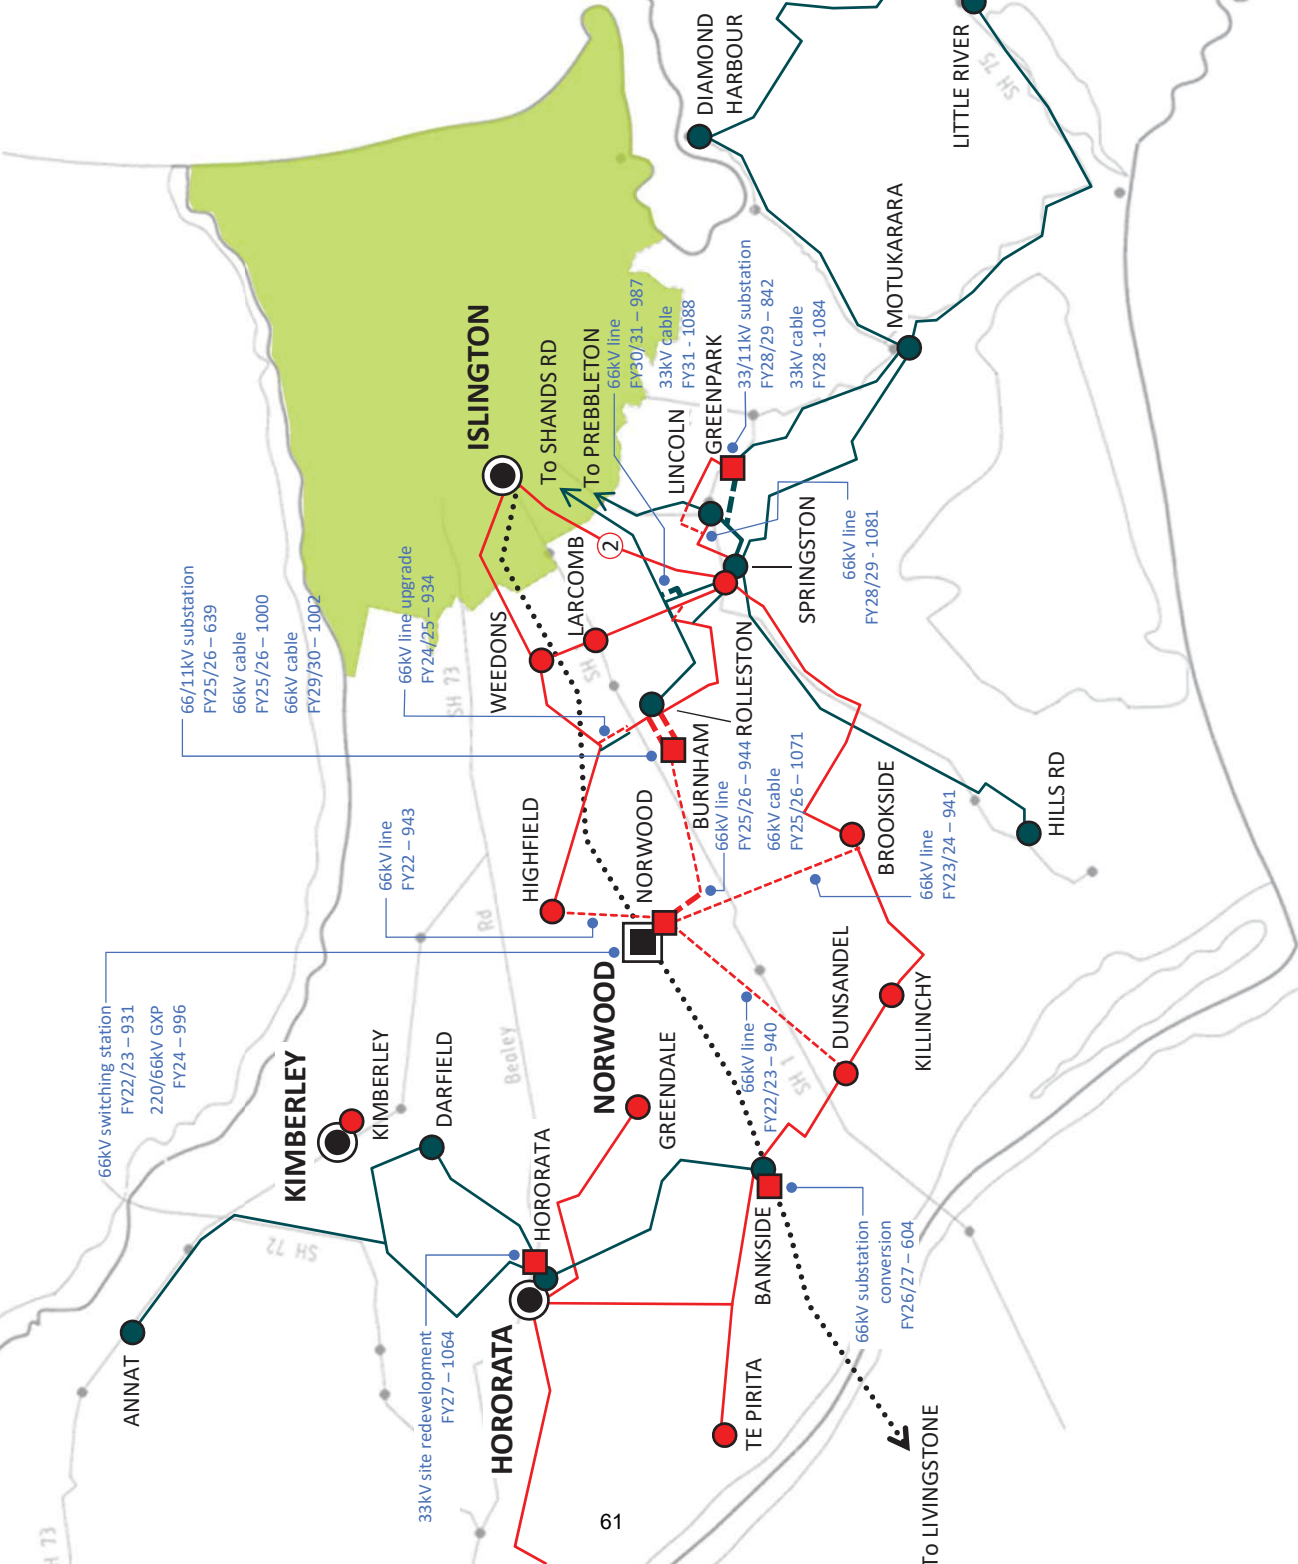 DIAMOND
HARBOUR
LITTLE RIVER
SH 75
MOTUKARARA
ISLINGTON
To SHANDS RD
To PREBBLETON
66kV line
FY30/31 – 987
33kV cable
FY31 - 1088
LINCOLN
GREENPARK
33/11kV substation
FY28/29 – 842
33kV cable
FY28 - 1084
2
LARCOMB
WEEDONS
SH
SPRINGSTON
66kV line
FY28/29 - 1081
66/11kV substation
FY25/26 – 639
66kV cable
FY25/26 – 1000
66kV cable
FY29/30 – 1002
66kV line upgrade
FY24/25 – 934
SH 73
ROLLESTON
BURNHAM
66kV line
FY25/26 – 944
66kV cable
FY25/26 – 1071
HIGHFIELD
NORWOOD
66kV line
FY22 – 943
BROOKSIDE
HILLS RD
66kV line
FY23/24 – 941
Rd
Bealey
66kV switching station
FY22/23 – 931
220/66kV GXP
FY24 – 996
NORWOOD
DUNSANDEL
KILLINCHY
66kV line
FY22/23 – 940
SH 1
KIMBERLEY
KIMBERLEY
DARFIELD
GREENDALE
HORORATA
SH 72
BANKSIDE
66kV substation
conversion
FY26/27 – 604
33kV site redevelopment
FY27 – 1064
HORORATA
ANNAT
TE PIRITA
To LIVINGSTONE
H 73
61